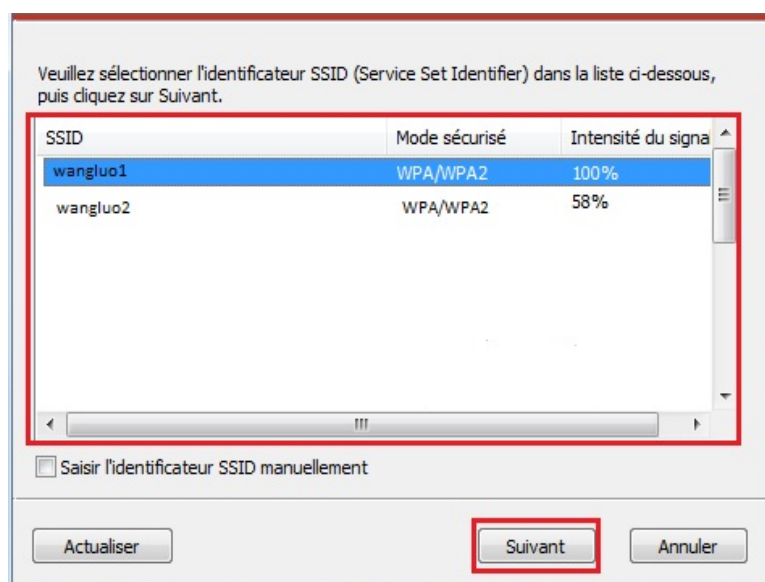 Veuillez sélectionner l'identificateur SSID (Service Set Identifier) dans la liste ci-dessous,
puis cliquez sur Suivant.
SSID Mode sécurisé Intensité du signal
wangluo1 WPA/WPA2 100%
wangluo2 WPA/WPA2 58%
Saisir l'identificateur SSID manuellement
Actualiser Suivant Annuler